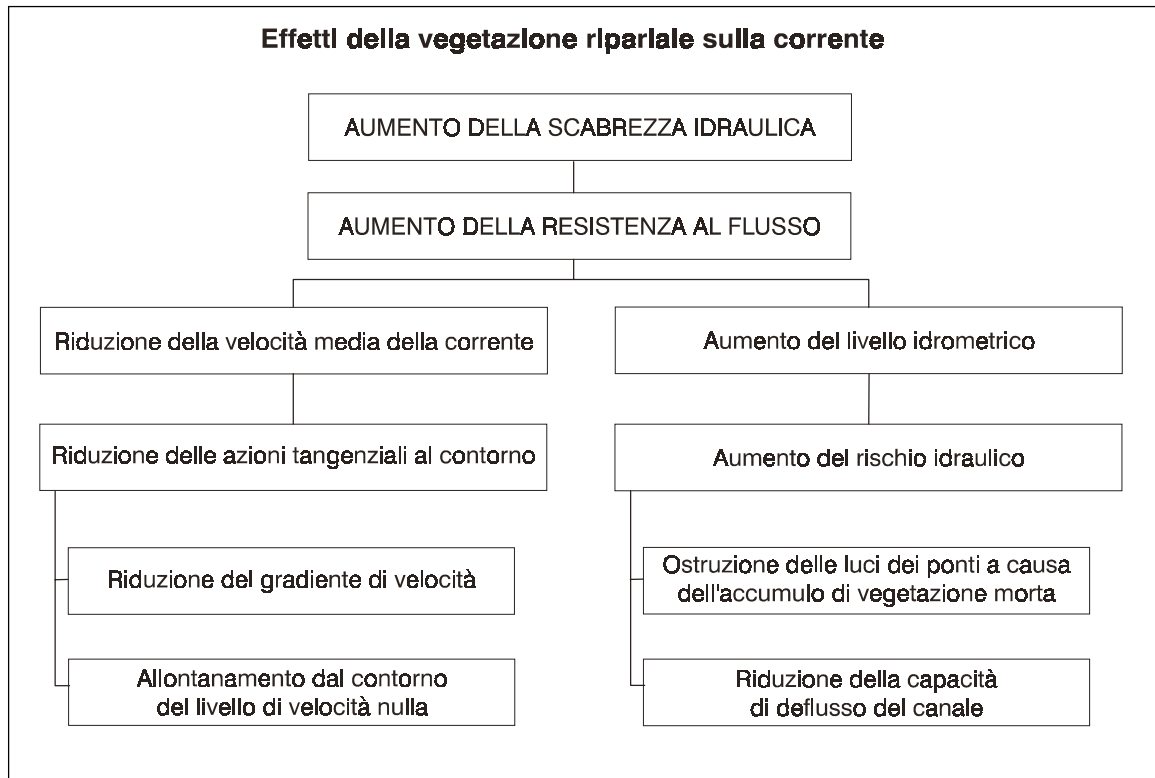 Effetti della vegetazione ripariale sulla corrente
AUMENTO DELLA SCABREZZA IDRAULICA
AUMENTO DELLA RESISTENZA AL FLUSSO
Riduzione della velocità media della corrente
Aumento del livello idrometrico
Riduzione delle azioni tangenziali al contorno
Aumento del rischio idraulico
Riduzione del gradiente di velocità
Ostruzione delle luci dei ponti a causa
dell'accumulo di vegetazione morta
Allontanamento dal contorno
del livello di velocità nulla
Riduzione della capacità
di deflusso del canale